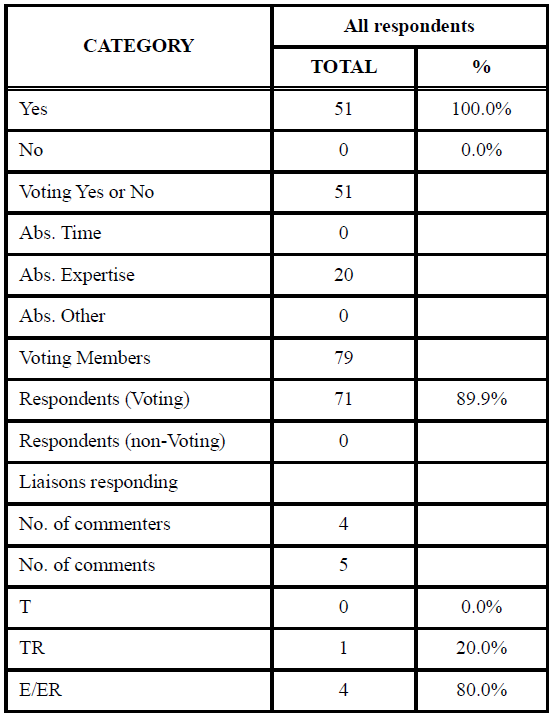 CATEGORY All respondents
TOTAL %
Yes 51 100.0%
No 0 0.0%
Voting Yes or No 51
Abs. Time 0
Abs. Expertise 20
Abs. Other 0
Voting Members 79
Respondents (Voting) 71 89.9%
Respondents (non-Voting) 0
Liaisons responding
No. of commenters 4
No. of comments 5
T 0 0.0%
TR 1 20.0%
E/ER 4 80.0%